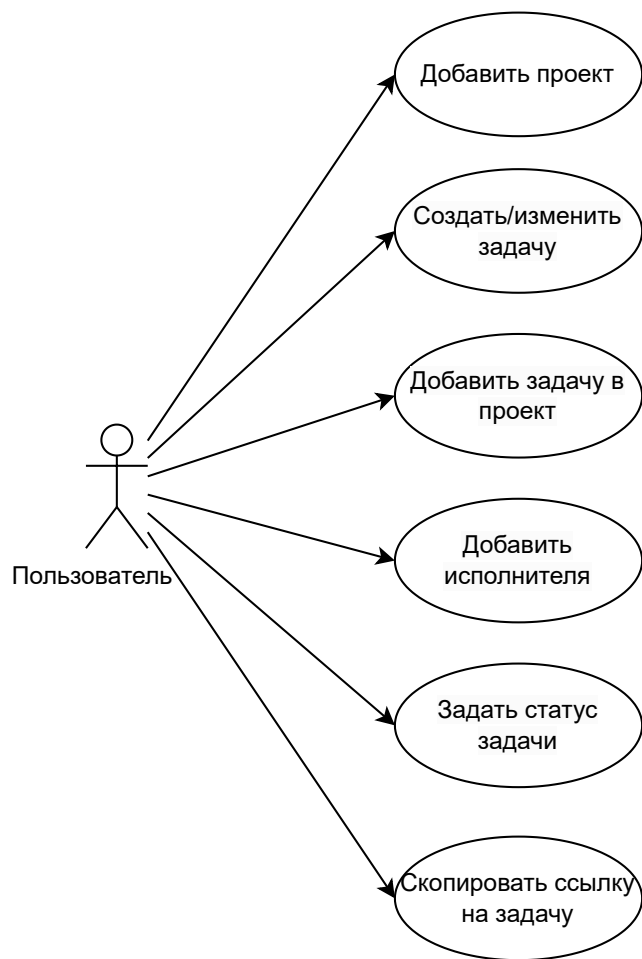 Добавить проект
Создать/изменить
задачу
Добавить задачу в
проект
Добавить
исполнителя
Пользователь
Задать статус
задачи
Скопировать ссылку
на задачу